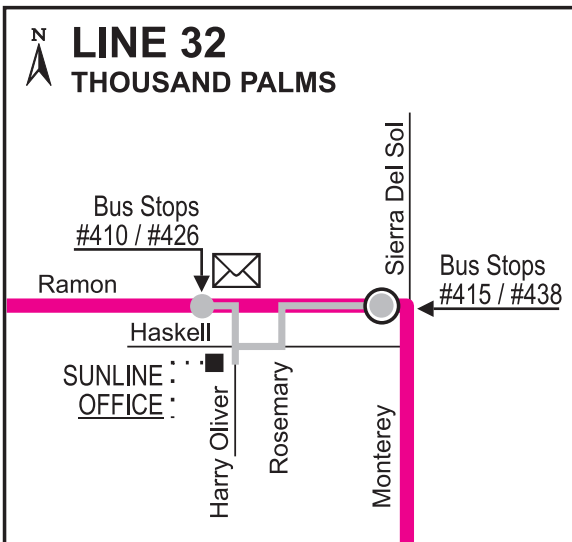 N
LINE 32
THOUSAND PALMS
Sierra Del Sol
Bus Stops
#410 / #426
Bus Stops
#415 / #438
Ramon
Haskell
SUNLINE
OFFICE
Harry Oliver
Rosemary
Monterey